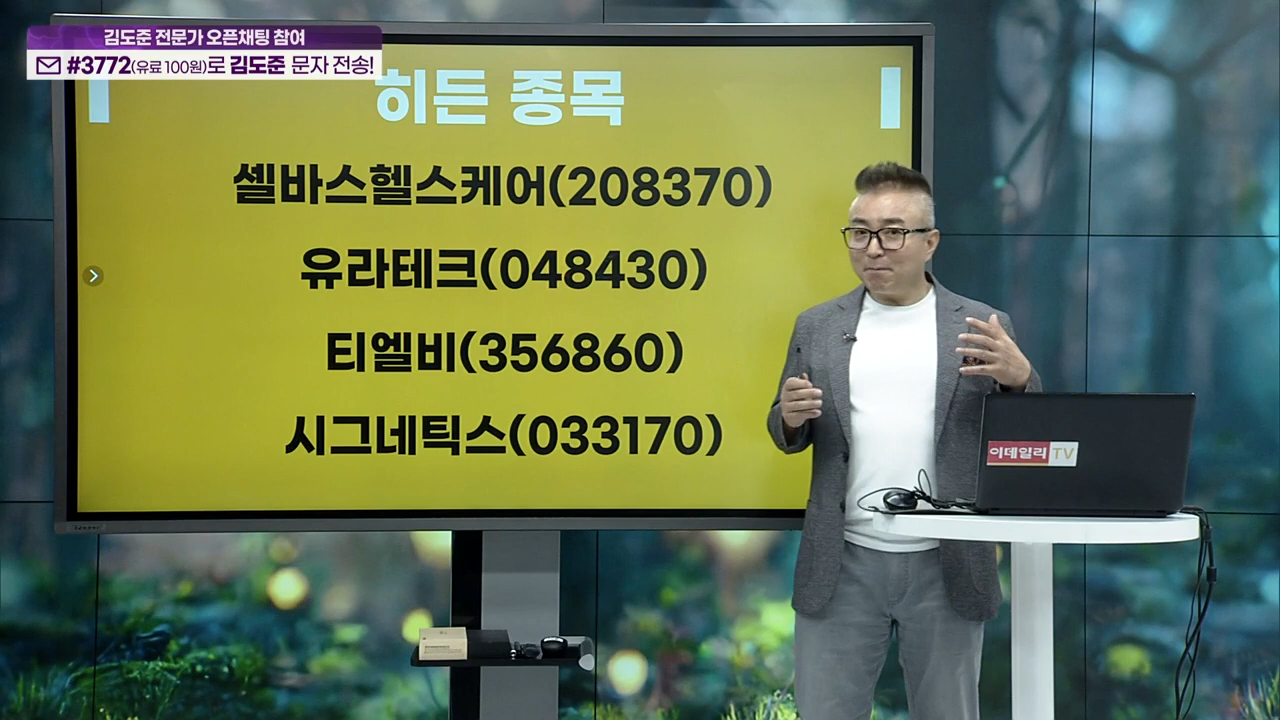 김도준 전문가 오픈채팅 참여
#3772(유료 100원)로 김도준 문자 전송!
히든 종목
셀바스헬스케어(208370)
유라테크(048430)
티엘비(356860)
시그네틱스(033170)
이데일리 TV